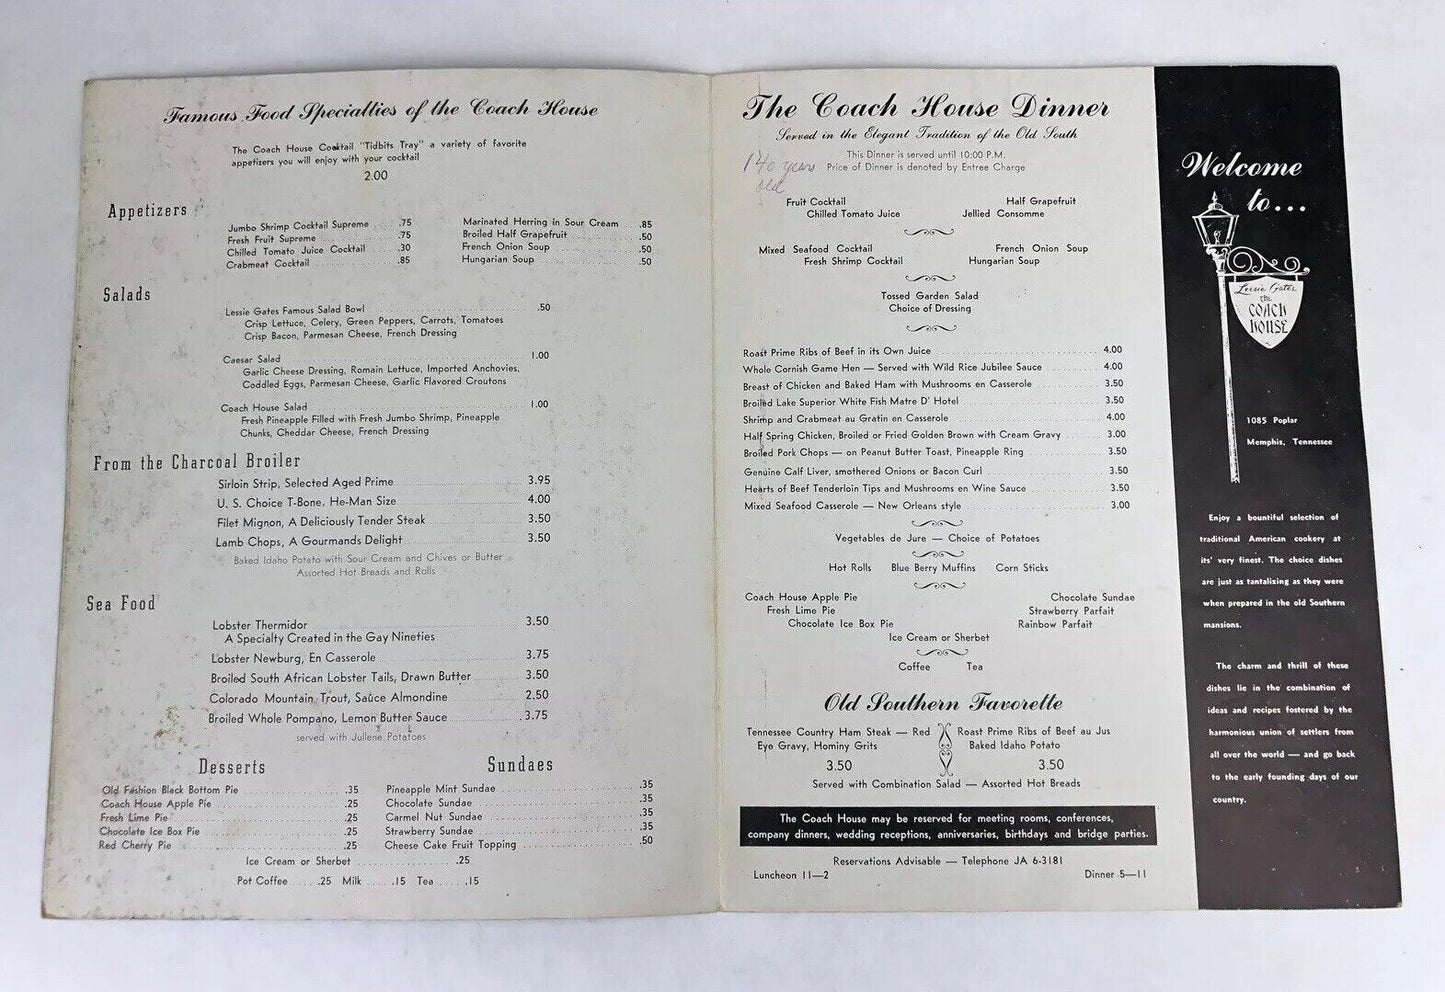 Famous Food Specialties of the Coach House
The Coach House Cocktail "Tidbits Tray" a variety of favorite
appetizers you will enjoy with your cocktail
2.00
Appetizers
Jumbo Shrimp Cocktail Supreme .75
Fresh Fruit Supreme .75
Chilled Tomato Juice Cocktail .30
Crabmeat Cocktail .85
Marinated Herring in Sour Cream .85
Broiled Half Grapefruit .50
French Onion Soup .50
Hungarian Soup .50
Salads
Lessie Gates Famous Salad Bowl .50
Crisp Lettuce, Celery, Green Peppers, Carrots, Tomatoes
Crisp Bacon, Parmesan Cheese, French Dressing
Caesar Salad 1.00
Garlic Cheese Dressing, Romain Lettuce, Imported Anchovies,
Coddled Eggs, Parmesan Cheese, Garlic Flavored Croutons
Coach House Salad 1.00
Fresh Pineapple Filled with Fresh Jumbo Shrimp, Pineapple
Chunks, Cheddar Cheese, French Dressing
From the Charcoal Broiler
Sirloin Strip, Selected Aged Prime 3.95
U. S. Choice T-Bone, He-Man Size 4.00
Filet Mignon, A Deliciously Tender Steak 3.50
Lamb Chops, A Gourmands Delight 3.50
Baked Idaho Potato with Sour Cream and Chives or Butter
Assorted Hot Breads and Rolls
Sea Food
Lobster Thermidor 3.50
A Specialty Created in the Gay Nineties
Lobster Newburg, En Casserole 3.75
Broiled South African Lobster Tails, Drawn Butter 3.50
Colorado Mountain Trout, Sauce Almondine 2.50
Broiled Whole Pompano, Lemon Butter Sauce 3.75
served with Jullene Potatoes
Desserts
Old Fashion Black Bottom Pie .35
Coach House Apple Pie .25
Fresh Lime Pie .25
Chocolate Ice Box Pie .25
Red Cherry Pie .25
Sundaes
Pineapple Mint Sundae .35
Chocolate Sundae .35
Carmel Nut Sundae .35
Strawberry Sundae .35
Cheese Cake Fruit Topping .50
Ice Cream or Sherbet .25
Pot Coffee .25 Milk .15 Tea .15
The Coach House Dinner
Served in the Elegant Tradition of the Old South
This Dinner is served until 10:00 P.M.
Price of Dinner is denoted by Entree Charge
140 years
old
Fruit Cocktail Half Grapefruit
Chilled Tomato Juice Jellied Consomme
Mixed Seafood Cocktail French Onion Soup
Fresh Shrimp Cocktail Hungarian Soup
Tossed Garden Salad
Choice of Dressing
Roast Prime Ribs of Beef in its Own Juice 4.00
Whole Cornish Game Hen — Served with Wild Rice Jubilee Sauce 4.00
Breast of Chicken and Baked Ham with Mushrooms en Casserole 3.50
Broiled Lake Superior White Fish Matre D' Hotel 3.50
Shrimp and Crabmeat au Gratin en Casserole 4.00
Half Spring Chicken, Broiled or Fried Golden Brown with Cream Gravy 3.00
Broiled Pork Chops — on Peanut Butter Toast, Pineapple Ring 3.50
Genuine Calf Liver, smothered Onions or Bacon Curl 3.50
Hearts of Beef Tenderloin Tips and Mushrooms en Wine Sauce 3.50
Mixed Seafood Casserole — New Orleans style 3.00
Vegetables de Jure — Choice of Potatoes
Hot Rolls Blue Berry Muffins Corn Sticks
Coach House Apple Pie Chocolate Sundae
Fresh Lime Pie Strawberry Parfait
Chocolate Ice Box Pie Rainbow Parfait
Ice Cream or Sherbet
Coffee Tea
Old Southern Favorette
Tennessee Country Ham Steak — Red
Eye Gravy, Hominy Grits
3.50
Roast Prime Ribs of Beef au Jus
Baked Idaho Potato
3.50
Served with Combination Salad — Assorted Hot Breads
The Coach House may be reserved for meeting rooms, conferences,
company dinners, wedding receptions, anniversaries, birthdays and bridge parties.
Reservations Advisable — Telephone JA 6-3181
Luncheon 11—2 Dinner 5—11
Welcome
to...
Lessie Gates
the
COACH
HOUSE
1085 Poplar
Memphis, Tennessee
Enjoy a bountiful selection of
traditional American cookery at
its' very finest. The choice dishes
are just as tantalizing as they were
when prepared in the old Southern
mansions.
The charm and thrill of these
dishes lie in the combination of
ideas and recipes fostered by the
harmonious union of settlers from
all over the world — and go back
to the early founding days of our
country.